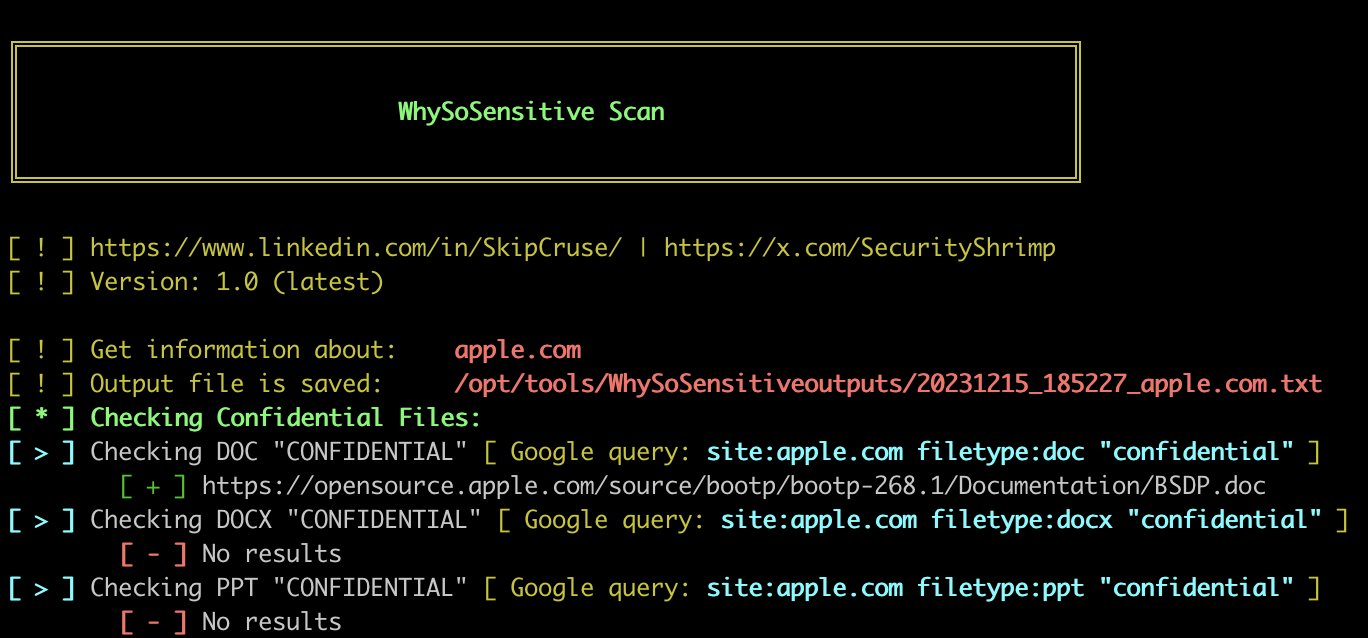 WhySoSensitive Scan
[ ! ] https://www.linkedin.com/in/SkipCruse/ | https://x.com/SecurityShrimp
[ ! ] Version: 1.0 (latest)
[ ! ] Get information about: apple.com
[ ! ] Output file is saved: /opt/tools/WhySoSensitiveoutputs/20231215_185227_apple.com.txt
[ * ] Checking Confidential Files:
[ > ] Checking DOC "CONFIDENTIAL" [ Google query: site:apple.com filetype:doc "confidential" ]
[ + ] https://opensource.apple.com/source/bootp/bootp-268.1/Documentation/BSDP.doc
[ > ] Checking DOCX "CONFIDENTIAL" [ Google query: site:apple.com filetype:docx "confidential" ]
[ - ] No results
[ > ] Checking PPT "CONFIDENTIAL" [ Google query: site:apple.com filetype:ppt "confidential" ]
[ - ] No results